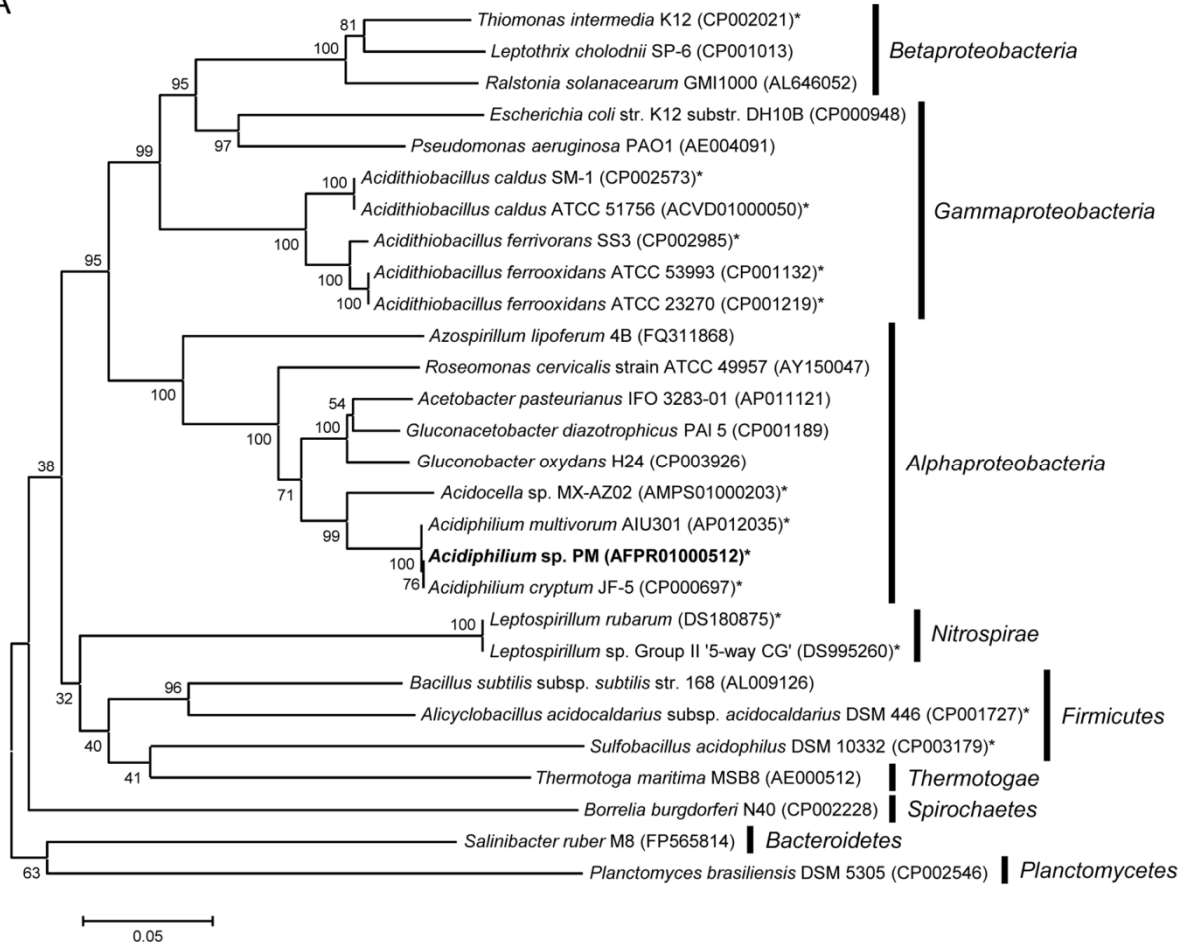 A
Thiomonas intermedia K12 (CP002021)*
Leptothrix cholodnii SP-6 (CP001013)
Ralstonia solanacearum GMI1000 (AL646052)
Betaproteobacteria
Escherichia coli str. K12 substr. DH10B (CP000948)
Pseudomonas aeruginosa PAO1 (AE004091)
Acidithiobacillus caldus SM-1 (CP002573)*
Acidithiobacillus caldus ATCC 51756 (ACVD01000050)*
Acidithiobacillus ferrivorans SS3 (CP002985)*
Acidithiobacillus ferrooxidans ATCC 53993 (CP001132)*
Acidithiobacillus ferrooxidans ATCC 23270 (CP001219)*
Gammaproteobacteria
Azospirillum lipoferum 4B (FQ311868)
Roseomonas cervicalis strain ATCC 49957 (AY150047)
Acetobacter pasteurianus IFO 3283-01 (AP011121)
Gluconacetobacter diazotrophicus PAI 5 (CP001189)
Gluconobacter oxydans H24 (CP003926)
Acidocella sp. MX-AZ02 (AMPS01000203)*
Acidiphilium multivorum AIU301 (AP012035)*
Acidiphilium sp. PM (AFPR01000512)*
Acidiphilium cryptum JF-5 (CP000697)*
Alphaproteobacteria
Leptospirillum rubarum (DS180875)*
Leptospirillum sp. Group II '5-way CG' (DS995260)*
Nitrospirae
Bacillus subtilis subsp. subtilis str. 168 (AL009126)
Alicyclobacillus acidocaldarius subsp. acidocaldarius DSM 446 (CP001727)*
Sulfobacillus acidophilus DSM 10332 (CP003179)*
Firmicutes
Thermotoga maritima MSB8 (AE000512)
Thermotogae
Borrelia burgdorferi N40 (CP002228)
Spirochaetes
Salinibacter ruber M8 (FP565814)
Bacteroidetes
Planctomyces brasiliensis DSM 5305 (CP002546)
Planctomycetes
81
100
95
97
99
100
100
100
100
95
100
100
54
100
71
99
100
76
38
100
32
96
40
41
63
0.05